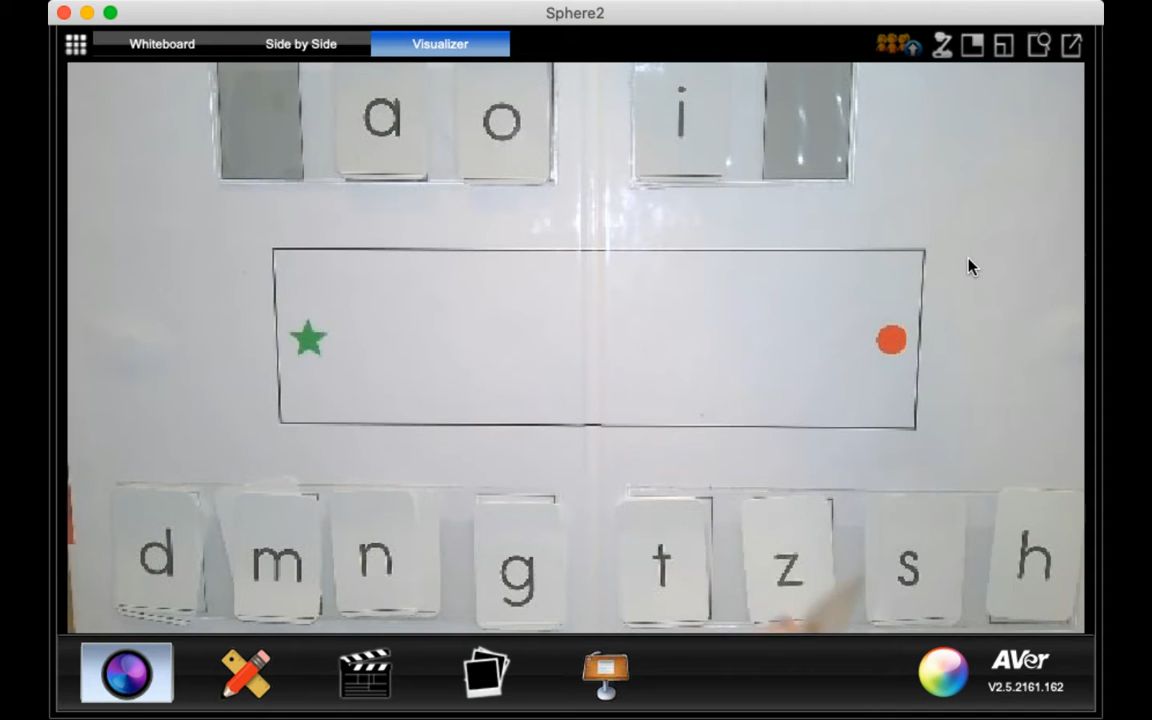 Sphere2
Whiteboard Side by Side Visualizer
a o i
d m n g t z s h
AVer
V2.5.2161.162